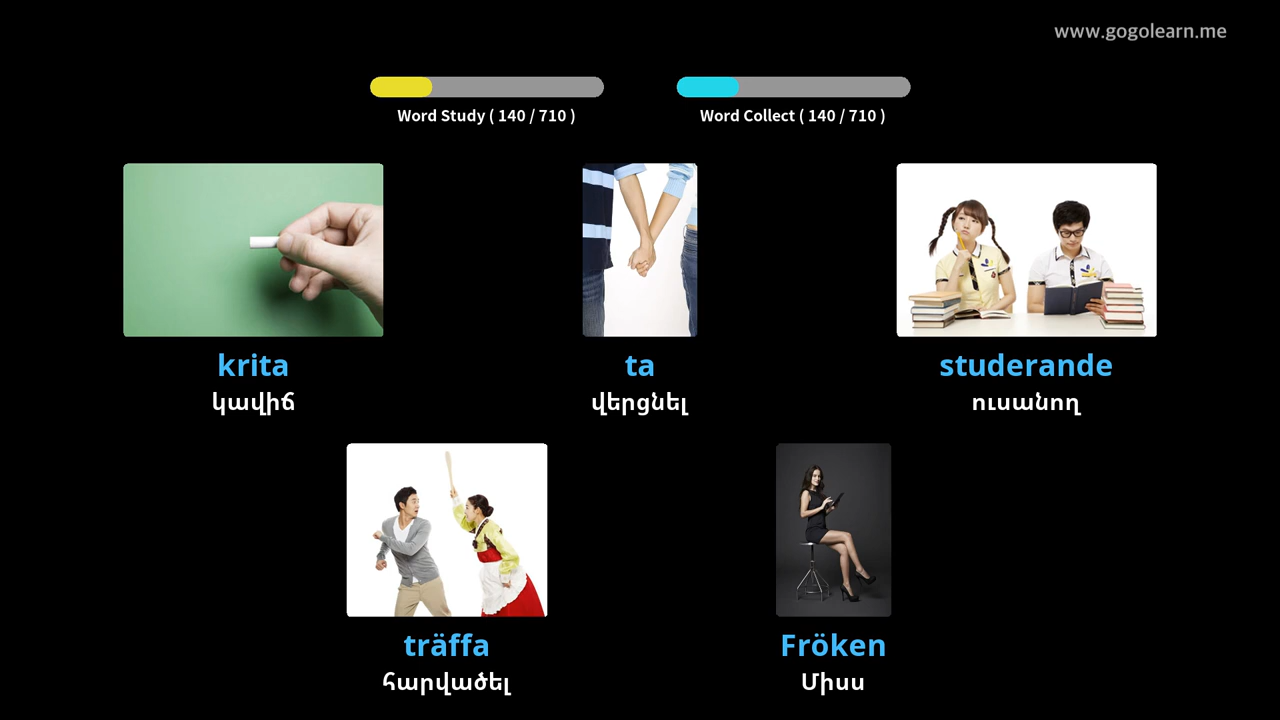 www.gogolearn.me
Word Study ( 140 / 710 )
Word Collect ( 140 / 710 )
krita
կավիճ
ta
վերցնել
studerande
ուսանող
träffa
հարվածել
Fröken
Միսս